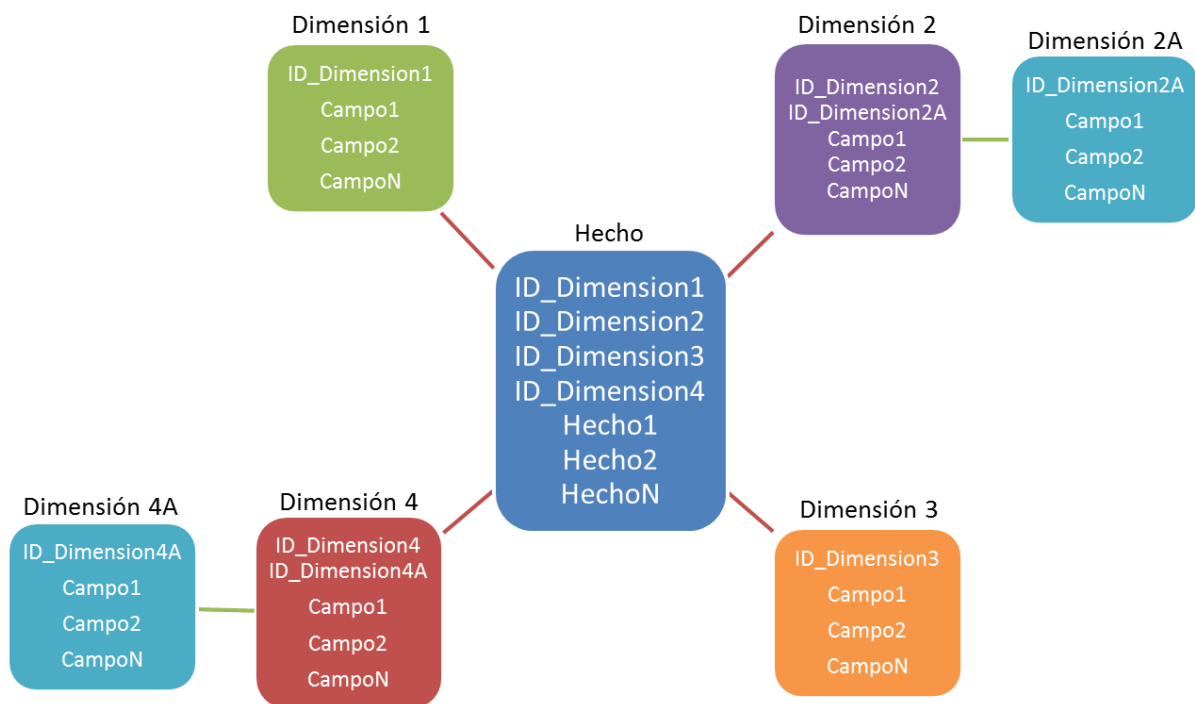 Dimensión 1
ID_Dimension1
Campo1
Campo2
CampoN
Dimensión 2
ID_Dimension2
ID_Dimension2A
Campo1
Campo2
CampoN
Dimensión 2A
ID_Dimension2A
Campo1
Campo2
CampoN
Hecho
ID_Dimension1
ID_Dimension2
ID_Dimension3
ID_Dimension4
Hecho1
Hecho2
HechoN
Dimensión 4A
ID_Dimension4A
Campo1
Campo2
CampoN
Dimensión 4
ID_Dimension4
ID_Dimension4A
Campo1
Campo2
CampoN
Dimensión 3
ID_Dimension3
Campo1
Campo2
CampoN